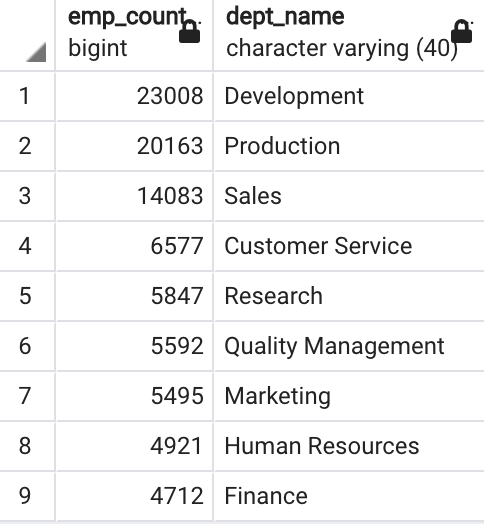 emp_count.. dept_name
bigint character varying (40)
1 23008 Development
2 20163 Production
3 14083 Sales
4 6577 Customer Service
5 5847 Research
6 5592 Quality Management
7 5495 Marketing
8 4921 Human Resources
9 4712 Finance